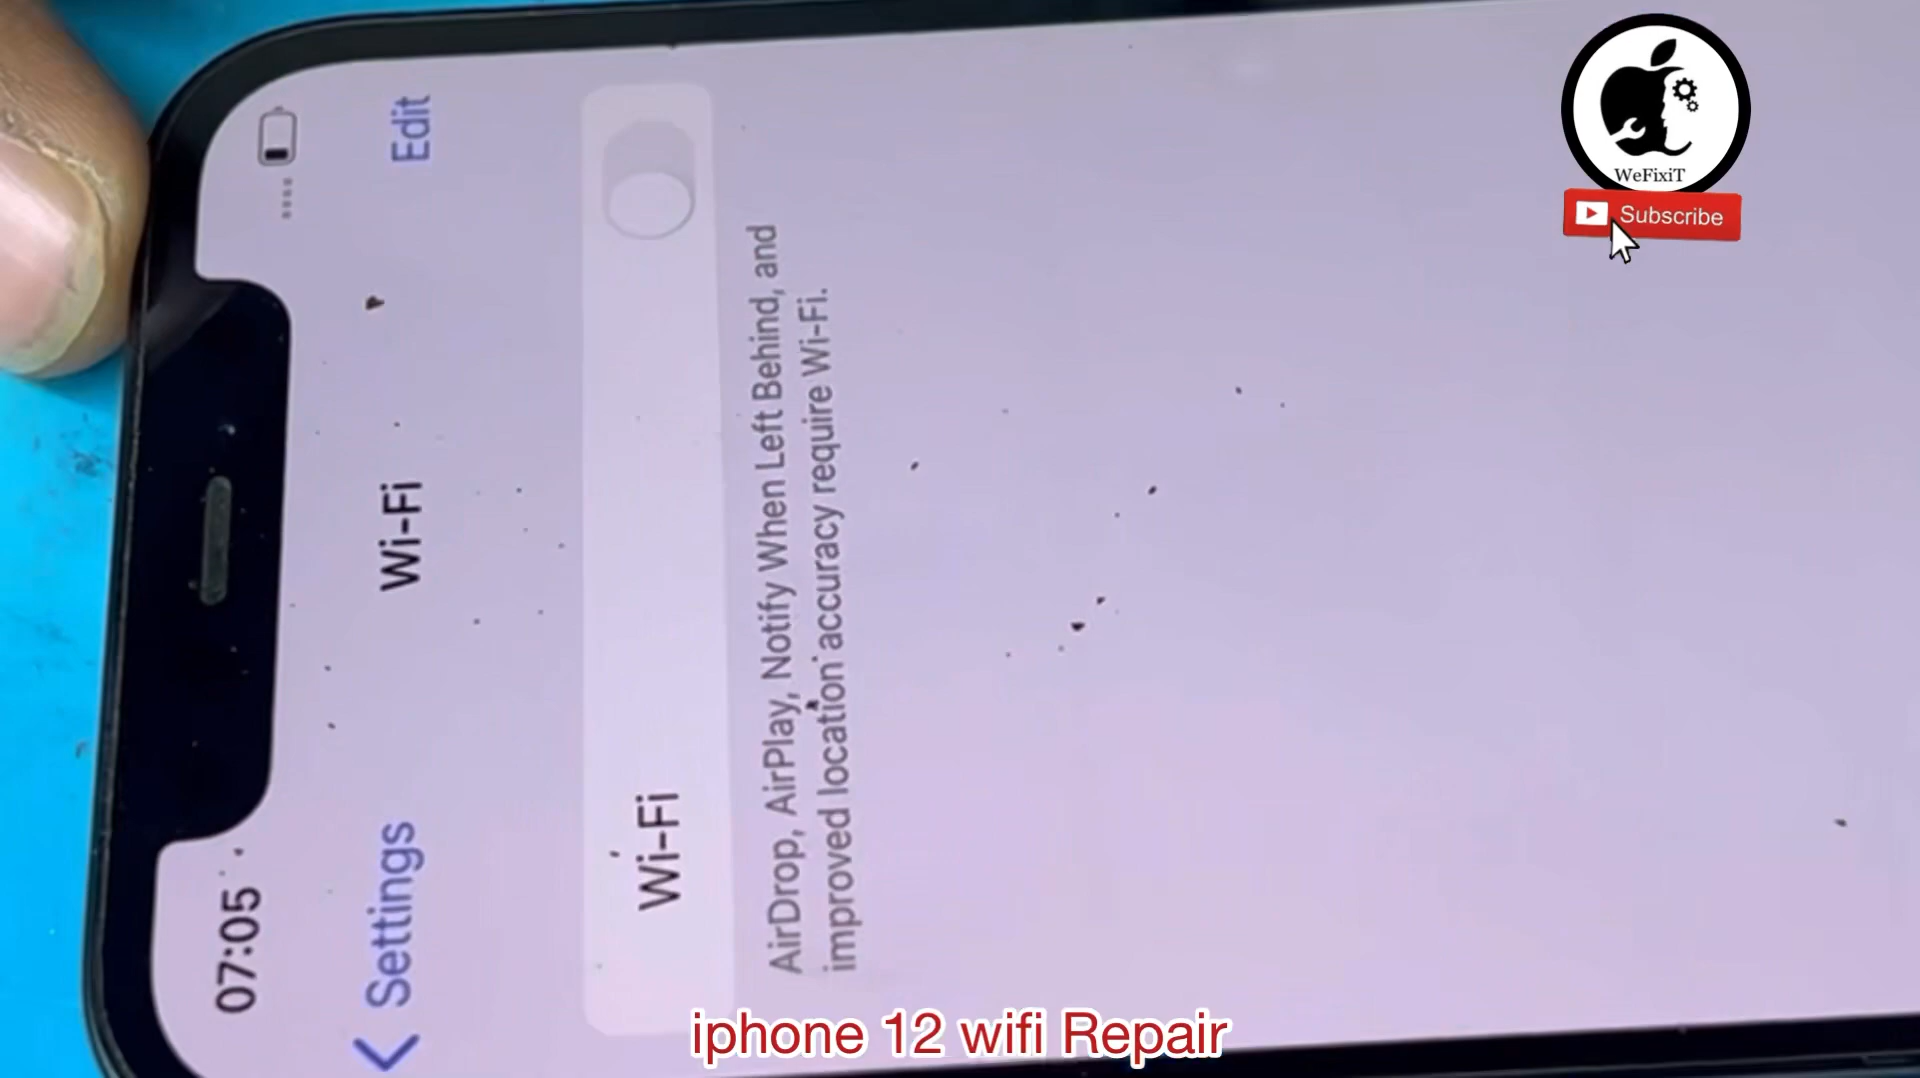 07:05
Settings
Wi-Fi
Edit
Wi-Fi
AirDrop, AirPlay, Notify When Left Behind, and
improved location accuracy require Wi-Fi.
WeFixiT
Subscribe
iphone 12 wifi Repair